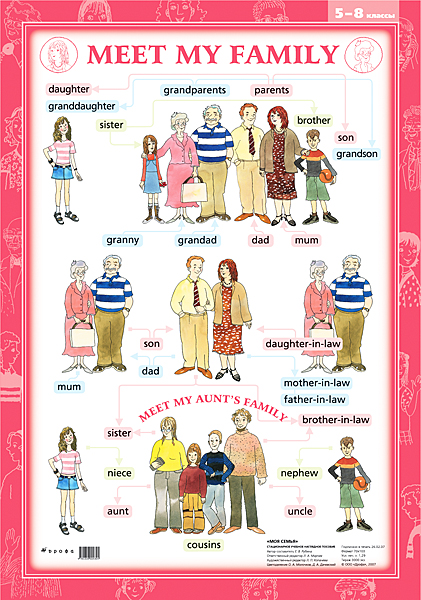 5–8 классы
MEET MY FAMILY
daughter
grandparents
parents
granddaughter
sister
brother
son
grandson
granny
grandad
dad
mum
son
daughter-in-law
dad
mum
mother-in-law
father-in-law
MEET MY AUNT'S FAMILY
brother-in-law
sister
niece
nephew
aunt
uncle
cousins
дрофа
«МОЯ СЕМЬЯ»